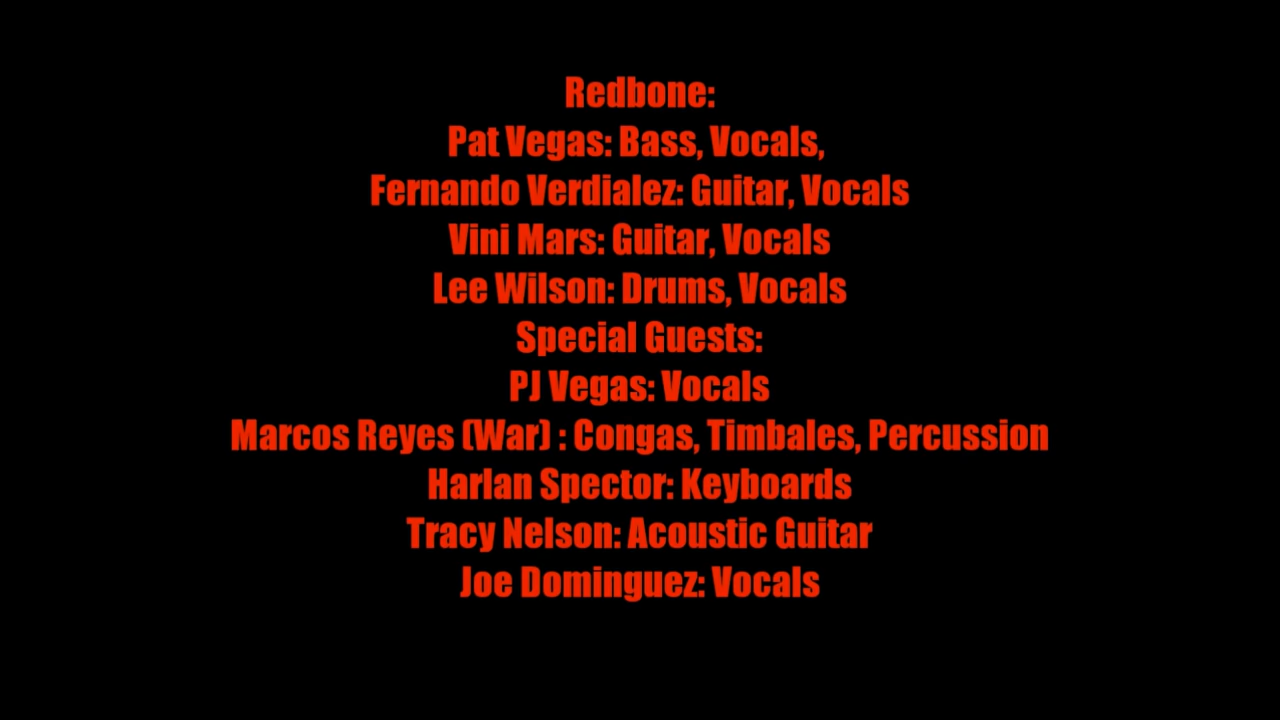 Redbone:
Pat Vegas: Bass, Vocals,
Fernando Verdialez: Guitar, Vocals
Vini Mars: Guitar, Vocals
Lee Wilson: Drums, Vocals
Special Guests:
PJ Vegas: Vocals
Marcos Reyes (War) : Congas, Timbales, Percussion
Harlan Spector: Keyboards
Tracy Nelson: Acoustic Guitar
Joe Dominguez: Vocals